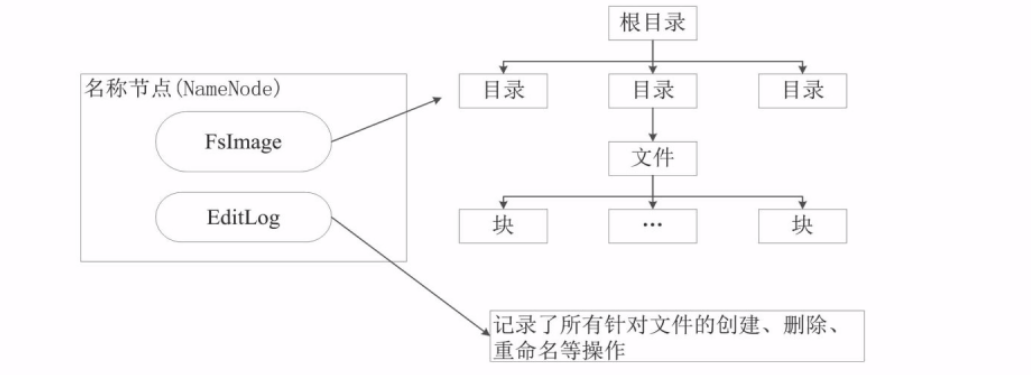 根目录
名称节点(NameNode)
目录
目录
目录
FsImage
文件
EditLog
块
…
块
记录了所有针对文件的创建、删除、
重命名等操作